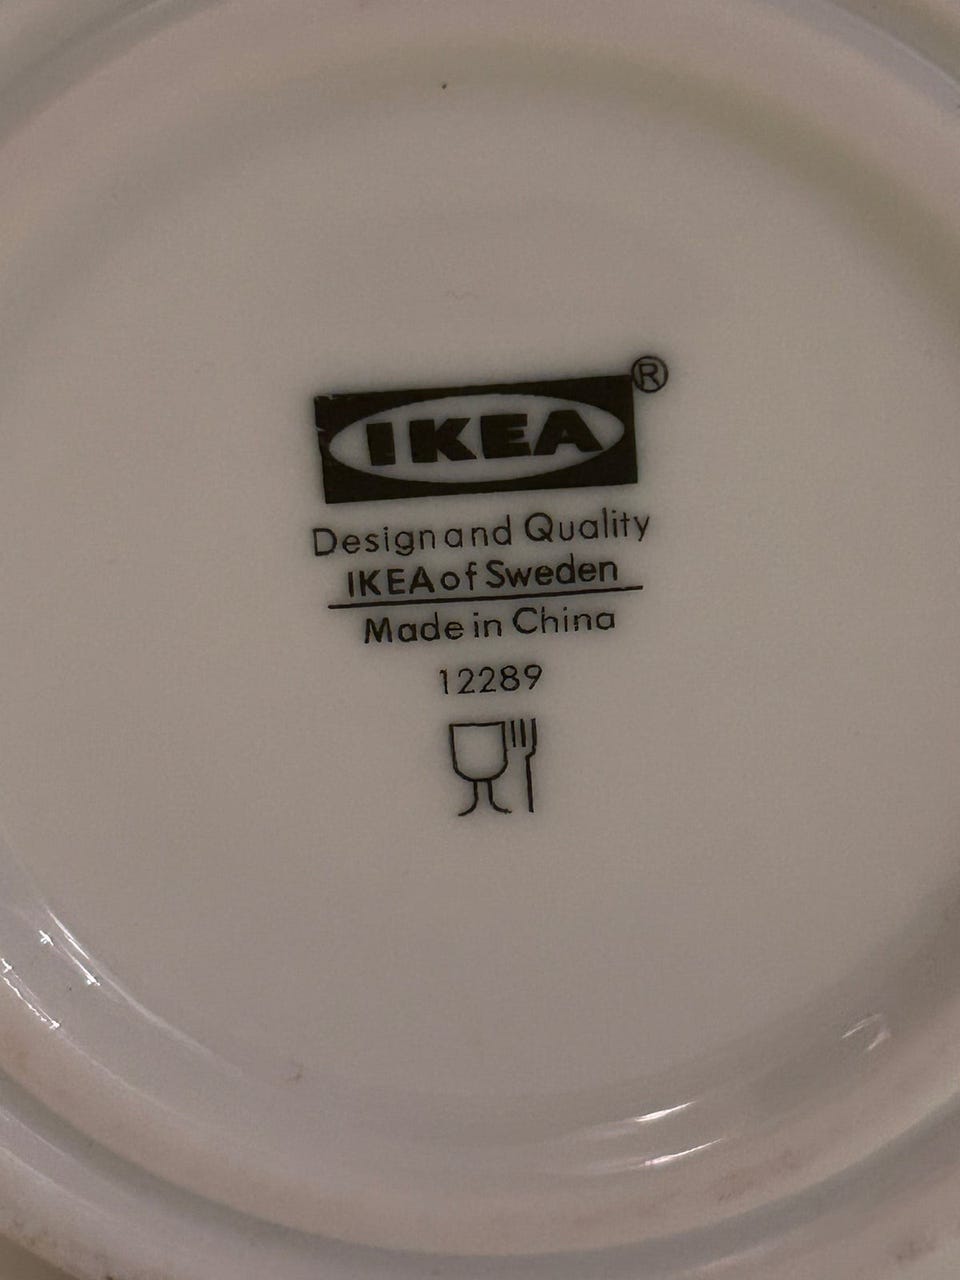 IKEA®
Design and Quality
IKEA of Sweden
Made in China
12289